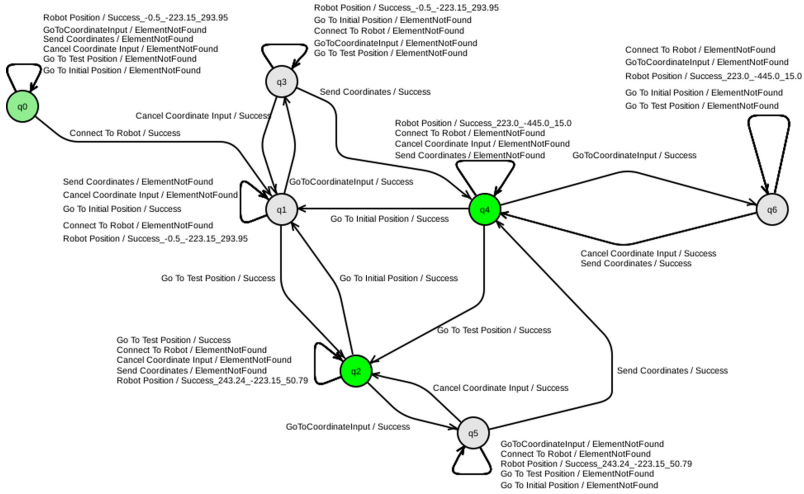 Robot Position / Success_-0.5_-223.15_293.95
GoToCoordinateInput / ElementNotFound
Send Coordinates / ElementNotFound
Cancel Coordinate Input / ElementNotFound
Go To Test Position / ElementNotFound
Go To Initial Position / ElementNotFound
q0
Connect To Robot / Success
Robot Position / Success_-0.5_-223.15_293.95
Go To Initial Position / ElementNotFound
Connect To Robot / ElementNotFound
GoToCoordinateInput / ElementNotFound
Go To Test Position / ElementNotFound
q3
Send Coordinates / Success
Cancel Coordinate Input / Success
GoToCoordinateInput / Success
Connect To Robot / ElementNotFound
GoToCoordinateInput / ElementNotFound
Robot Position / Success_223.0_-445.0_15.0
Go To Initial Position / ElementNotFound
Go To Test Position / ElementNotFound
q6
Robot Position / Success_223.0_-445.0_15.0
Connect To Robot / ElementNotFound
Cancel Coordinate Input / ElementNotFound
Send Coordinates / ElementNotFound
q4
GoToCoordinateInput / Success
Cancel Coordinate Input / Success
Send Coordinates / Success
Send Coordinates / ElementNotFound
Cancel Coordinate Input / ElementNotFound
Go To Initial Position / Success
Connect To Robot / ElementNotFound
Robot Position / Success_-0.5_-223.15_293.95
q1
Go To Initial Position / Success
Go To Test Position / Success
Go To Initial Position / Success
Go To Test Position / Success
Go To Test Position / Success
Connect To Robot / ElementNotFound
Cancel Coordinate Input / ElementNotFound
Send Coordinates / ElementNotFound
Robot Position / Success_243.24_-223.15_50.79
q2
Cancel Coordinate Input / Success
GoToCoordinateInput / Success
Send Coordinates / Success
q5
GoToCoordinateInput / ElementNotFound
Connect To Robot / ElementNotFound
Robot Position / Success_243.24_-223.15_50.79
Go To Test Position / ElementNotFound
Go To Initial Position / ElementNotFound